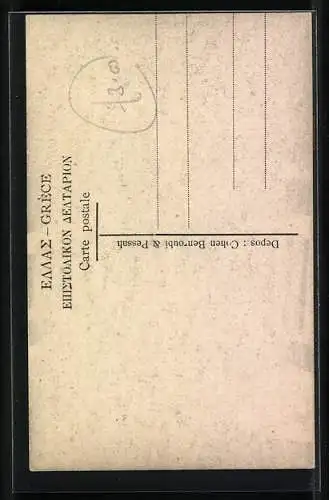 ΕΛΛΑΣ – GRÈCE
ΕΠΙΣΤΟΛΙΚΟΝ ΔΕΛΤΑΡΙΟΝ
Carte postale
Depos : Cohen Benroubi & Pessah